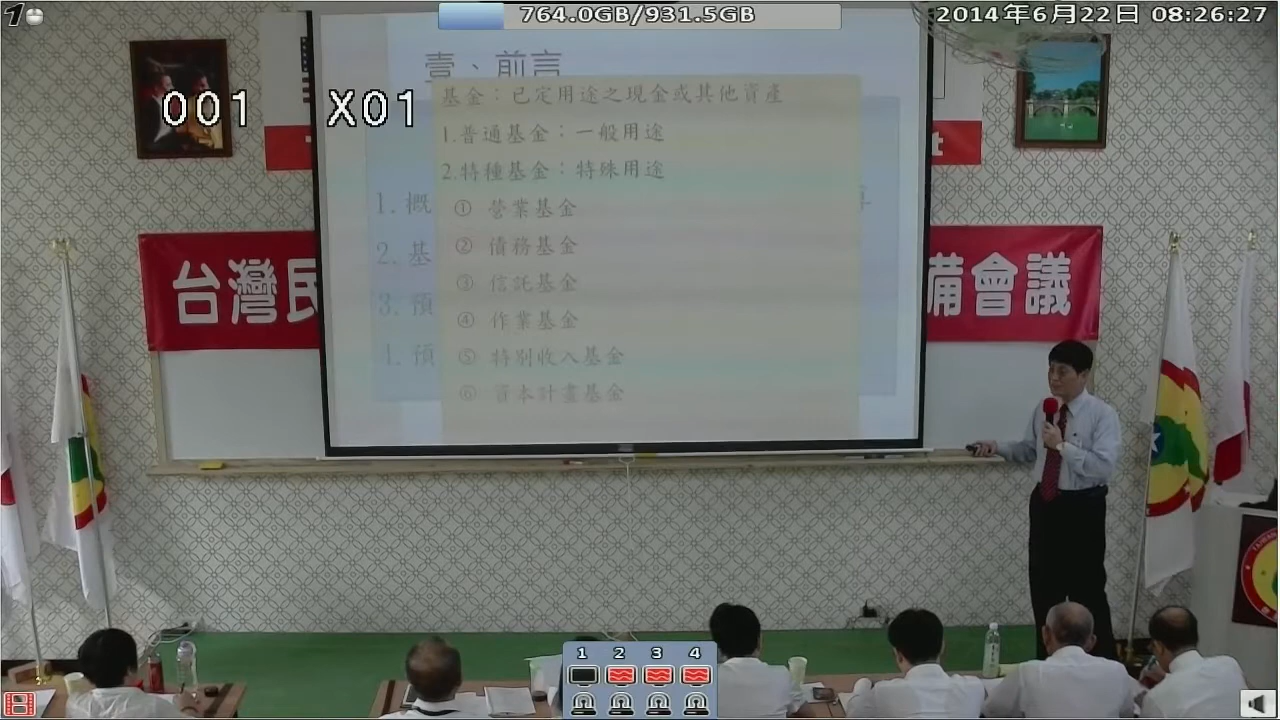 1
764.0GB/931.5GB
2014年6月22日 08:26:27
001 X01
壹、前言
基金：已定用途之現金或其他資產
1.普通基金：一般用途
2.特種基金：特殊用途
① 營業基金
② 債務基金
③ 信託基金
④ 作業基金
⑤ 特別收入基金
⑥ 資本計畫基金
1. 概
2. 基
3. 預
4. 預
台灣民
備會議
1 2 3 4